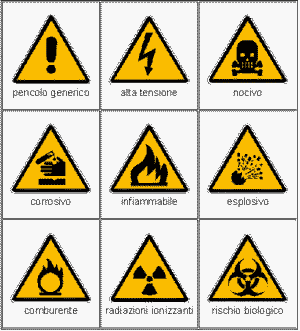 pericolo generico
alta tensione
nocivo
corrosivo
infiammabile
esplosivo
comburente
radiazioni ionizzanti
rischio biologico